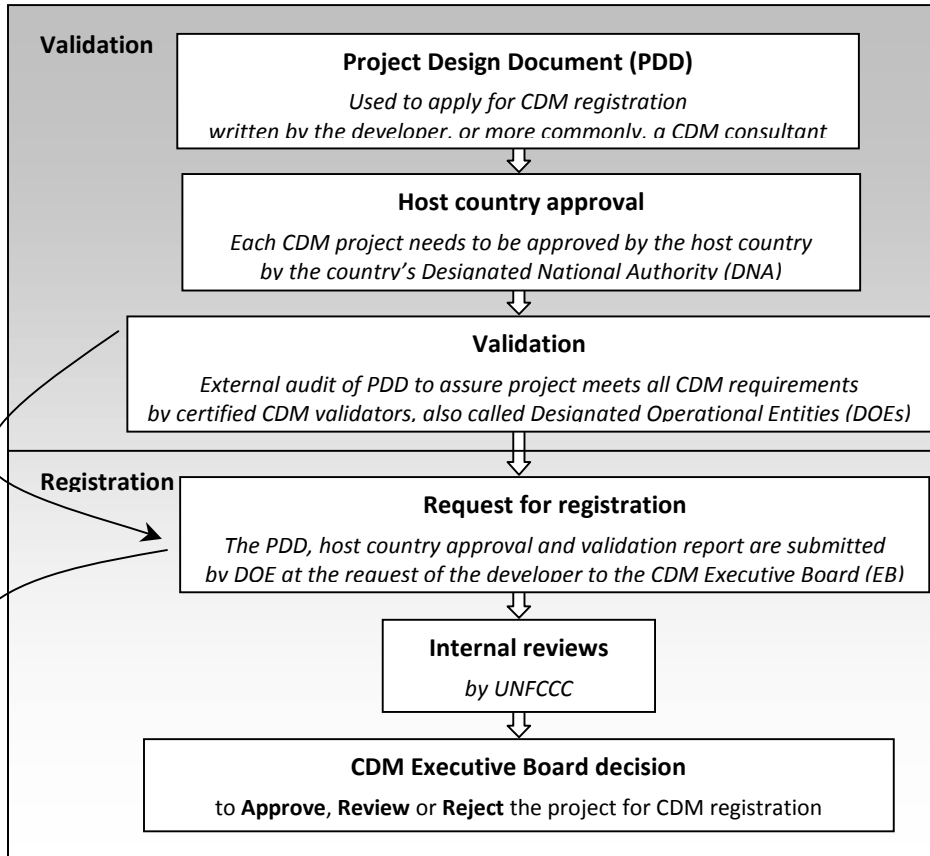 Validation
Project Design Document (PDD)
Used to apply for CDM registration
written by the developer, or more commonly, a CDM consultant
Host country approval
Each CDM project needs to be approved by the host country
by the country's Designated National Authority (DNA)
Validation
External audit of PDD to assure project meets all CDM requirements
by certified CDM validators, also called Designated Operational Entities (DOEs)
Registration
Request for registration
The PDD, host country approval and validation report are submitted
by DOE at the request of the developer to the CDM Executive Board (EB)
Internal reviews
by UNFCCC
CDM Executive Board decision
to Approve, Review or Reject the project for CDM registration